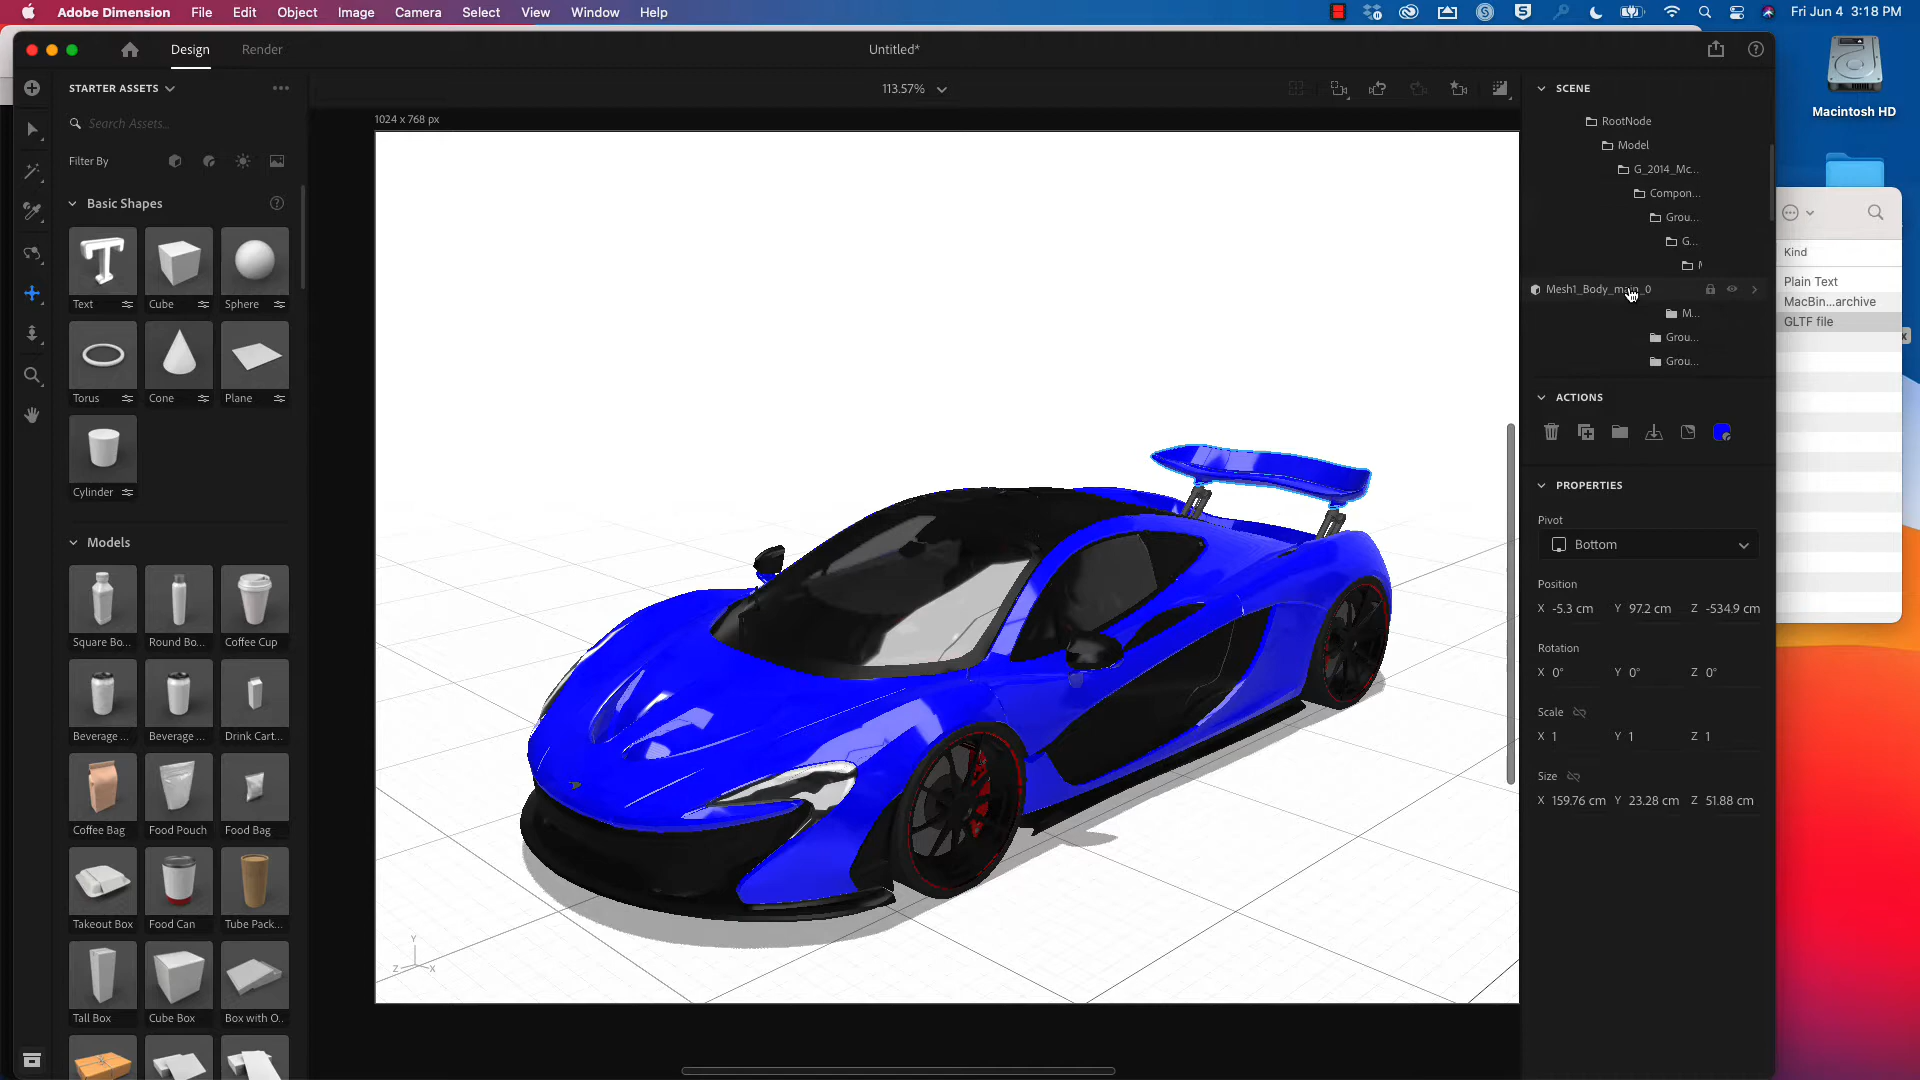 Adobe Dimension File Edit Object Image Camera Select View Window Help Fri Jun 4 3:18 PM
Design Render Untitled*
STARTER ASSETS
Search Assets...
Filter By
Basic Shapes
Text Cube Sphere
Torus Cone Plane
Cylinder
Models
Square Bo... Round Bo... Coffee Cup
Beverage ... Beverage ... Drink Cart...
Coffee Bag Food Pouch Food Bag
Takeout Box Food Can Tube Pack...
Tall Box Cube Box Box with O..
113.57%
1024 x 768 px
Y
Z X
SCENE
RootNode
Model
G_2014_Mc...
Compon...
Grou...
G...
Mesh1_Body_main_0
M...
Grou...
Grou...
ACTIONS
PROPERTIES
Pivot
Bottom
Position
X -5.3 cm Y 97.2 cm Z -534.9 cm
Rotation
X 0° Y 0° Z 0°
Scale
X 1 Y 1 Z 1
Size
X 159.76 cm Y 23.28 cm Z 51.88 cm
Macintosh HD
Kind
Plain Text
MacBin...archive
GLTF file